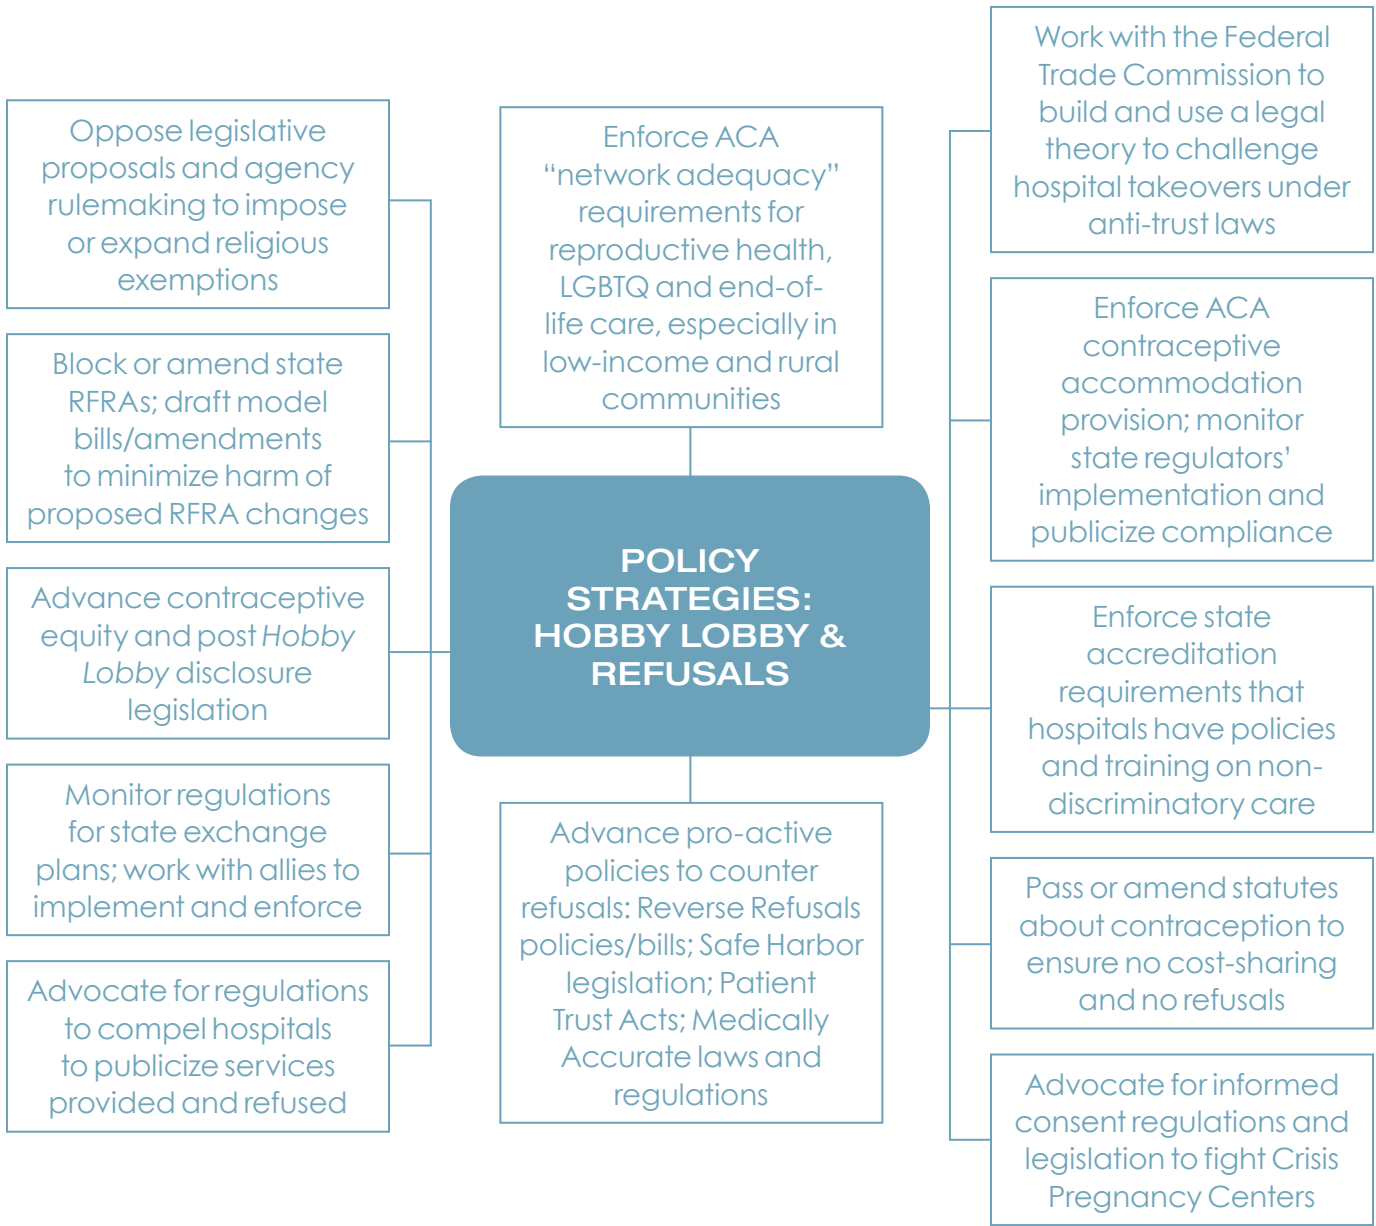 Oppose legislative
proposals and agency
rulemaking to impose
or expand religious
exemptions
Block or amend state
RFRAs; draft model
bills/amendments
to minimize harm of
proposed RFRA changes
Advance contraceptive
equity and post Hobby
Lobby disclosure
legislation
Monitor regulations
for state exchange
plans; work with allies to
implement and enforce
Advocate for regulations
to compel hospitals
to publicize services
provided and refused
Enforce ACA
“network adequacy”
requirements for
reproductive health,
LGBTQ and end-of-
life care, especially in
low-income and rural
communities
POLICY
STRATEGIES:
HOBBY LOBBY &
REFUSALS
Advance pro-active
policies to counter
refusals: Reverse Refusals
policies/bills; Safe Harbor
legislation; Patient
Trust Acts; Medically
Accurate laws and
regulations
Work with the Federal
Trade Commission to
build and use a legal
theory to challenge
hospital takeovers under
anti-trust laws
Enforce ACA
contraceptive
accommodation
provision; monitor
state regulators’
implementation and
publicize compliance
Enforce state
accreditation
requirements that
hospitals have policies
and training on non-
discriminatory care
Pass or amend statutes
about contraception to
ensure no cost-sharing
and no refusals
Advocate for informed
consent regulations and
legislation to fight Crisis
Pregnancy Centers